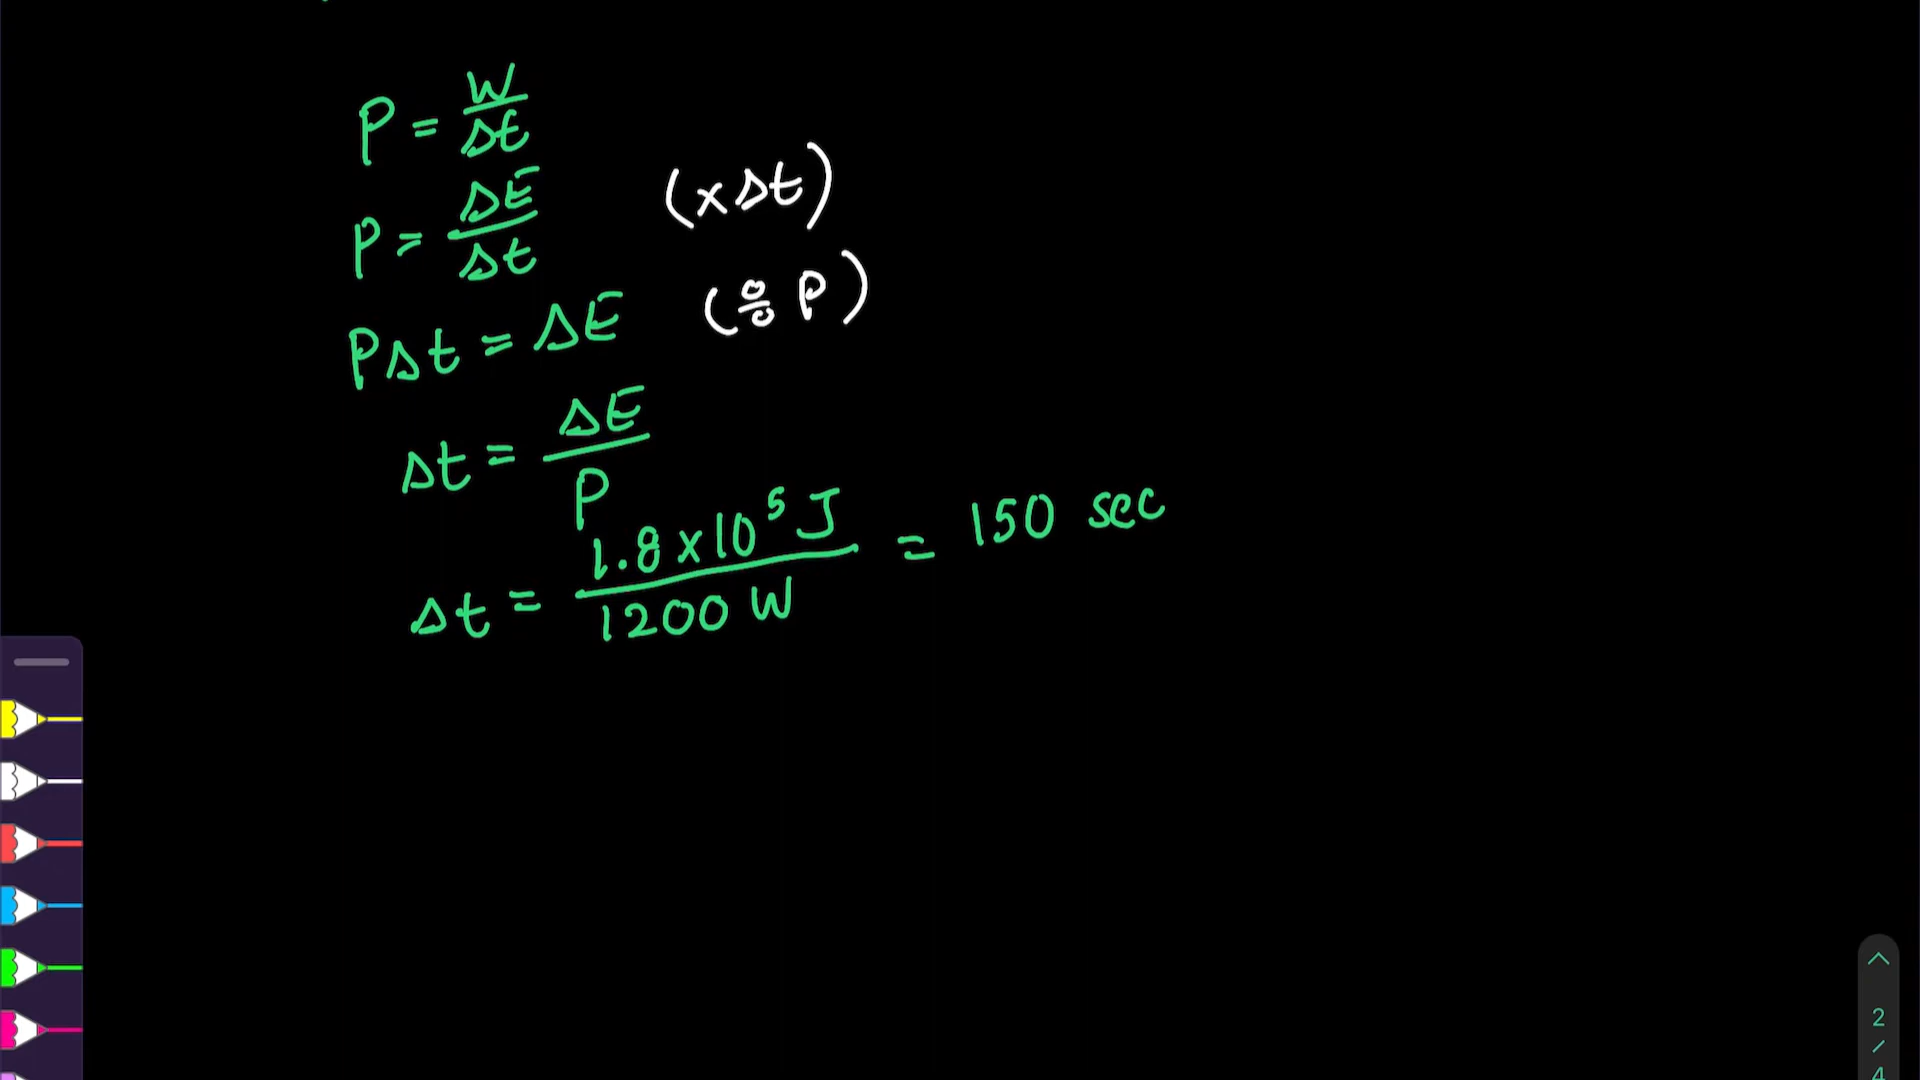 P = W/Δt
P = ΔE/Δt (×Δt)
PΔt = ΔE (÷ P)
Δt = ΔE/P
Δt = 1.8×10⁵ J/1200 W = 150 sec
2/4